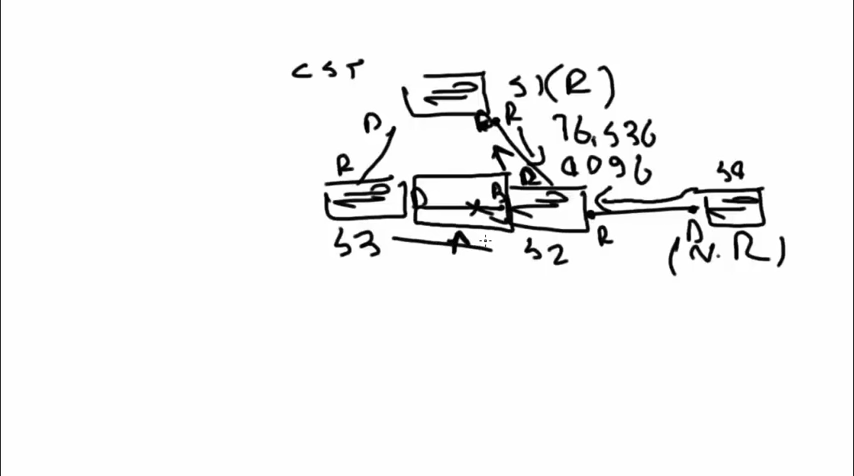 CST
S1(R)
D
R
76,536
R
4096
R
S4
D
S3
S2
R
D
(N.R)